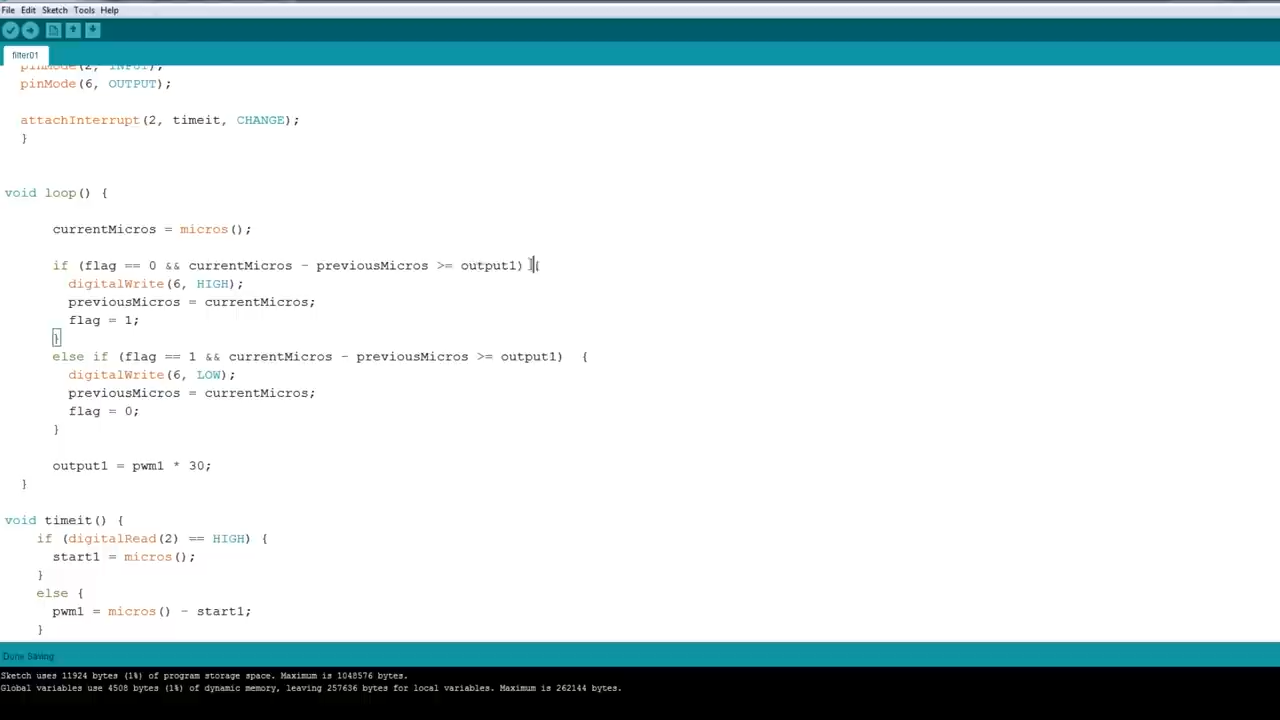 File Edit Sketch Tools Help
filter01
pinMode(2, INPUT);
pinMode(6, OUTPUT);
attachInterrupt(2, timeit, CHANGE);
}
void loop() {
currentMicros = micros();
if (flag == 0 && currentMicros - previousMicros >= output1) {
digitalWrite(6, HIGH);
previousMicros = currentMicros;
flag = 1;
}
else if (flag == 1 && currentMicros - previousMicros >= output1)  {
digitalWrite(6, LOW);
previousMicros = currentMicros;
flag = 0;
}
output1 = pwm1 * 30;
}
void timeit() {
if (digitalRead(2) == HIGH) {
start1 = micros();
}
else {
pwm1 = micros() - start1;
}
Done Saving
Sketch uses 11924 bytes (1%) of program storage space. Maximum is 1048576 bytes.
Global variables use 4508 bytes (1%) of dynamic memory, leaving 257636 bytes for local variables. Maximum is 262144 bytes.